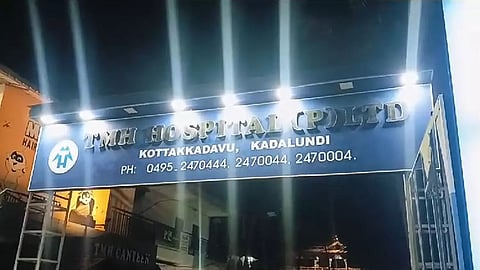 TMH HOSPITAL (P) LTD
KOTTAKKADAVU, KADALUNDI
PH: 0495-2470444, 2470044, 2470004.
TMH CANTEEN